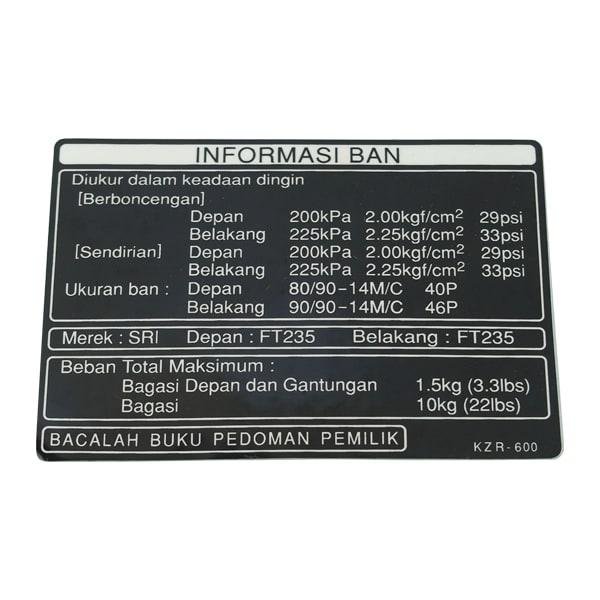 INFORMASI BAN
Diukur dalam keadaan dingin
[Berboncengan]
Depan 200kPa 2.00kgf/cm² 29psi
Belakang 225kPa 2.25kgf/cm² 33psi
[Sendirian] Depan 200kPa 2.00kgf/cm² 29psi
Belakang 225kPa 2.25kgf/cm² 33psi
Ukuran ban : Depan 80/90-14M/C 40P
Belakang 90/90-14M/C 46P
Merek : SRI Depan : FT235 Belakang : FT235
Beban Total Maksimum :
Bagasi Depan dan Gantungan 1.5kg (3.3lbs)
Bagasi 10kg (22lbs)
BACALAH BUKU PEDOMAN PEMILIK KZR-600